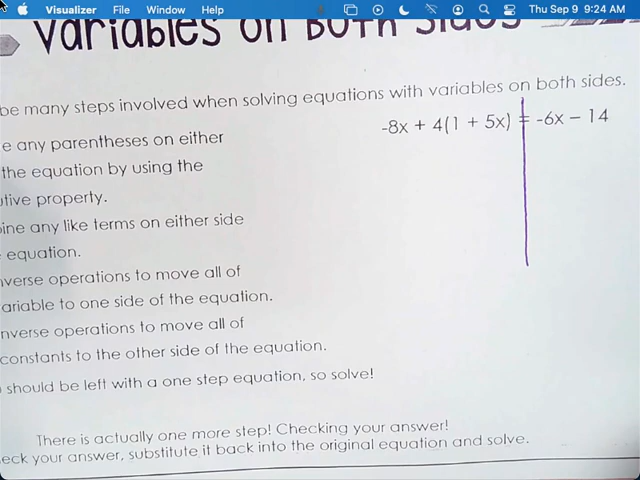 Visualizer File Window Help Thu Sep 9 9:24 AM
Variables on Both Sides
be many steps involved when solving equations with variables on both sides.
e any parentheses on either
the equation by using the
utive property.
-8x + 4(1 + 5x) = -6x – 14
bine any like terms on either side
equation.
nverse operations to move all of
ariable to one side of the equation.
nverse operations to move all of
constants to the other side of the equation.
should be left with a one step equation, so solve!
There is actually one more step! Checking your answer!
eck your answer, substitute it back into the original equation and solve.